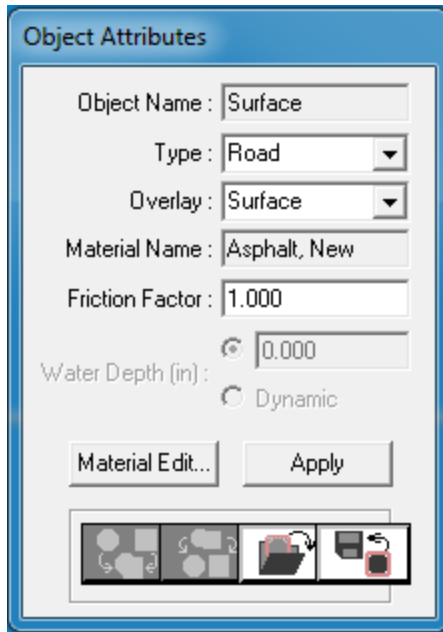 Object Attributes
Object Name : Surface
Type : Road
Overlay : Surface
Material Name : Asphalt, New
Friction Factor : 1.000
0.000
Water Depth (in) :
Dynamic
Material Edit... Apply